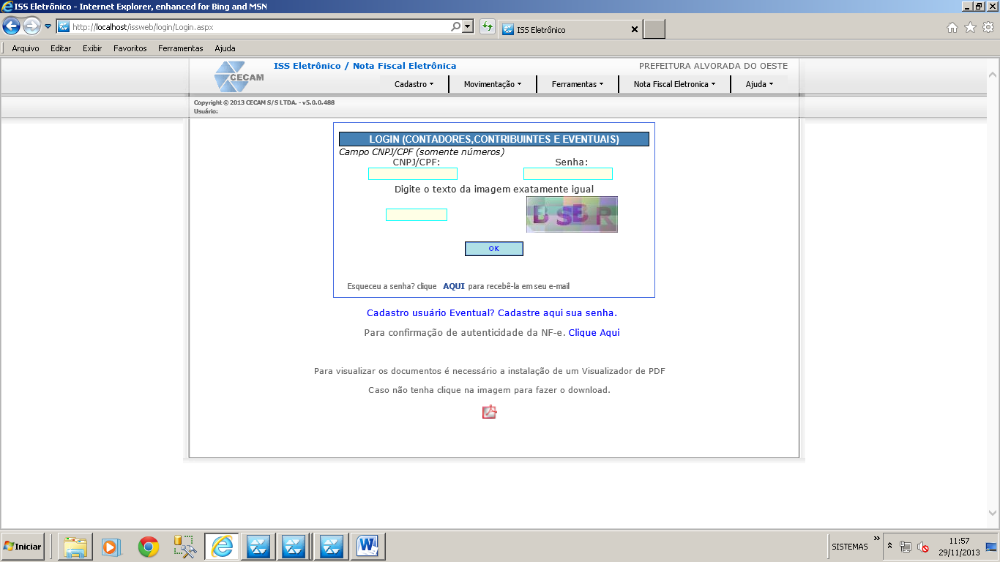 ISS Eletrônico - Internet Explorer, enhanced for Bing and MSN
http://localhost/issweb/login/Login.aspx
ISS Eletrônico
Arquivo Editar Exibir Favoritos Ferramentas Ajuda
CECAM
ISS Eletrônico / Nota Fiscal Eletrônica
PREFEITURA ALVORADA DO OESTE
Cadastro Movimentação Ferramentas Nota Fiscal Eletronica Ajuda
Copyright © 2013 CECAM S/S LTDA. - v5.0.0.488
Usuário:
LOGIN (CONTADORES,CONTRIBUINTES E EVENTUAIS)
Campo CNPJ/CPF (somente números)
CNPJ/CPF: Senha:
Digite o texto da imagem exatamente igual
B S B R
OK
Esqueceu a senha? clique AQUI para recebê-la em seu e-mail
Cadastro usuário Eventual? Cadastre aqui sua senha.
Para confirmação de autenticidade da NF-e. Clique Aqui
Para visualizar os documentos é necessário a instalação de um Visualizador de PDF
Caso não tenha clique na imagem para fazer o download.
Iniciar
SISTEMAS
11:57
29/11/2013